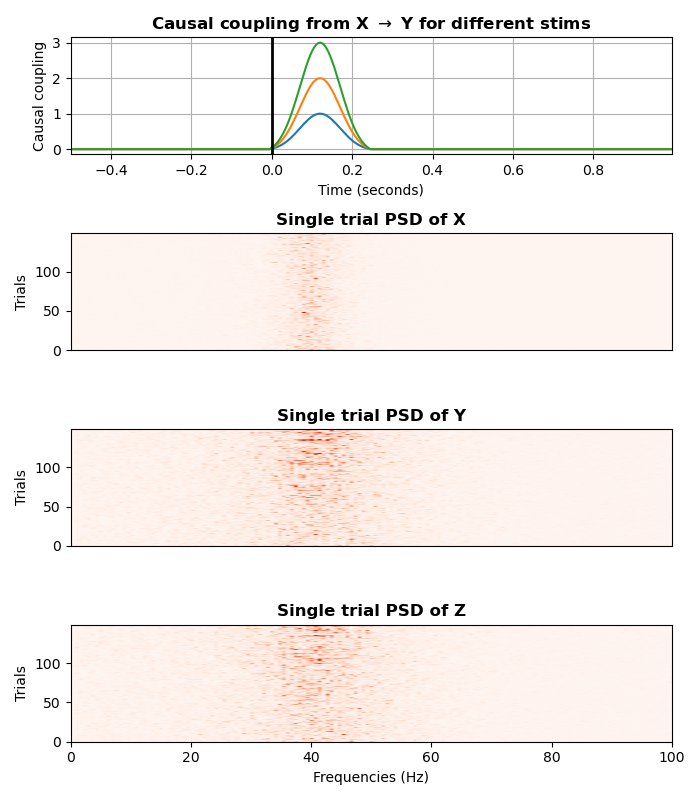 Causal coupling from X → Y for different stims
Causal coupling
3
2
1
0
−0.4 −0.2 0.0 0.2 0.4 0.6 0.8
Time (seconds)
Single trial PSD of X
Trials
100
50
0
Single trial PSD of Y
Trials
100
50
0
Single trial PSD of Z
Trials
100
50
0
0 20 40 60 80 100
Frequencies (Hz)